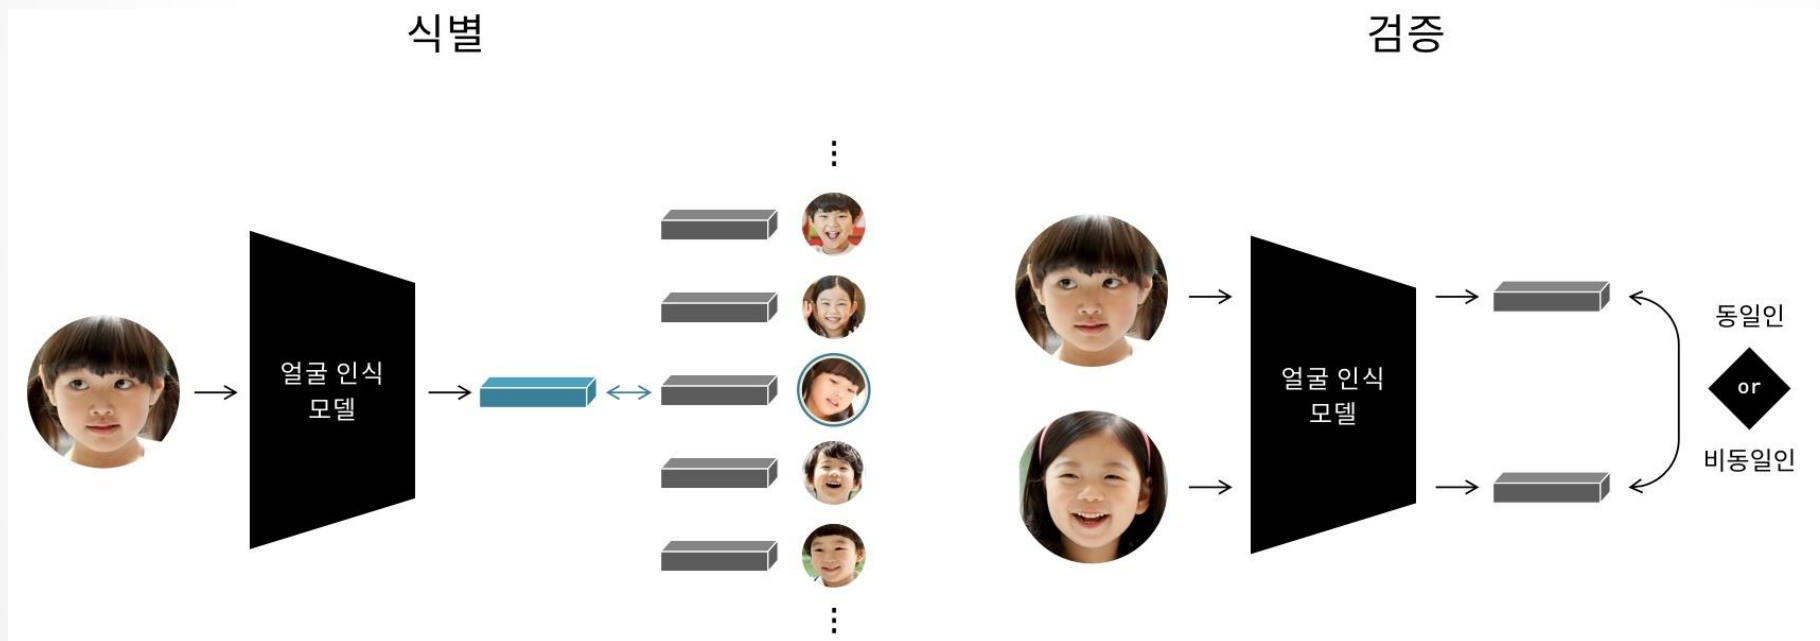 식별
얼굴 인식
모델
검증
얼굴 인식
모델
동일인
or
비동일인